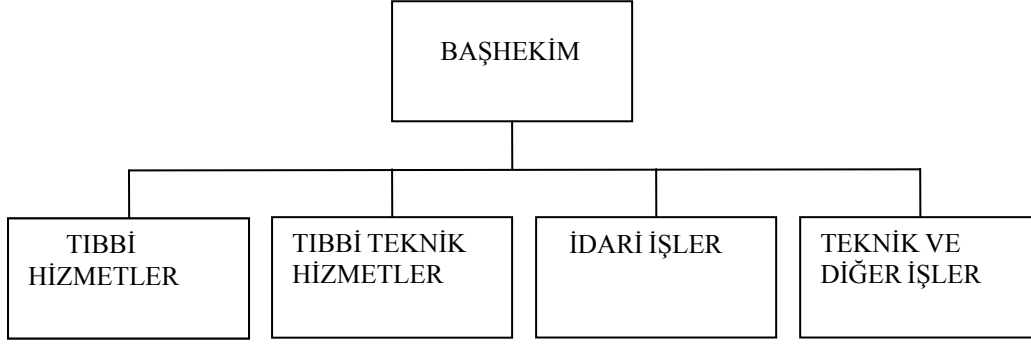 BAŞHEKİM
TIBBİ
HİZMETLER
TIBBİ TEKNİK
HİZMETLER
İDARİ İŞLER
TEKNİK VE
DİĞER İŞLER